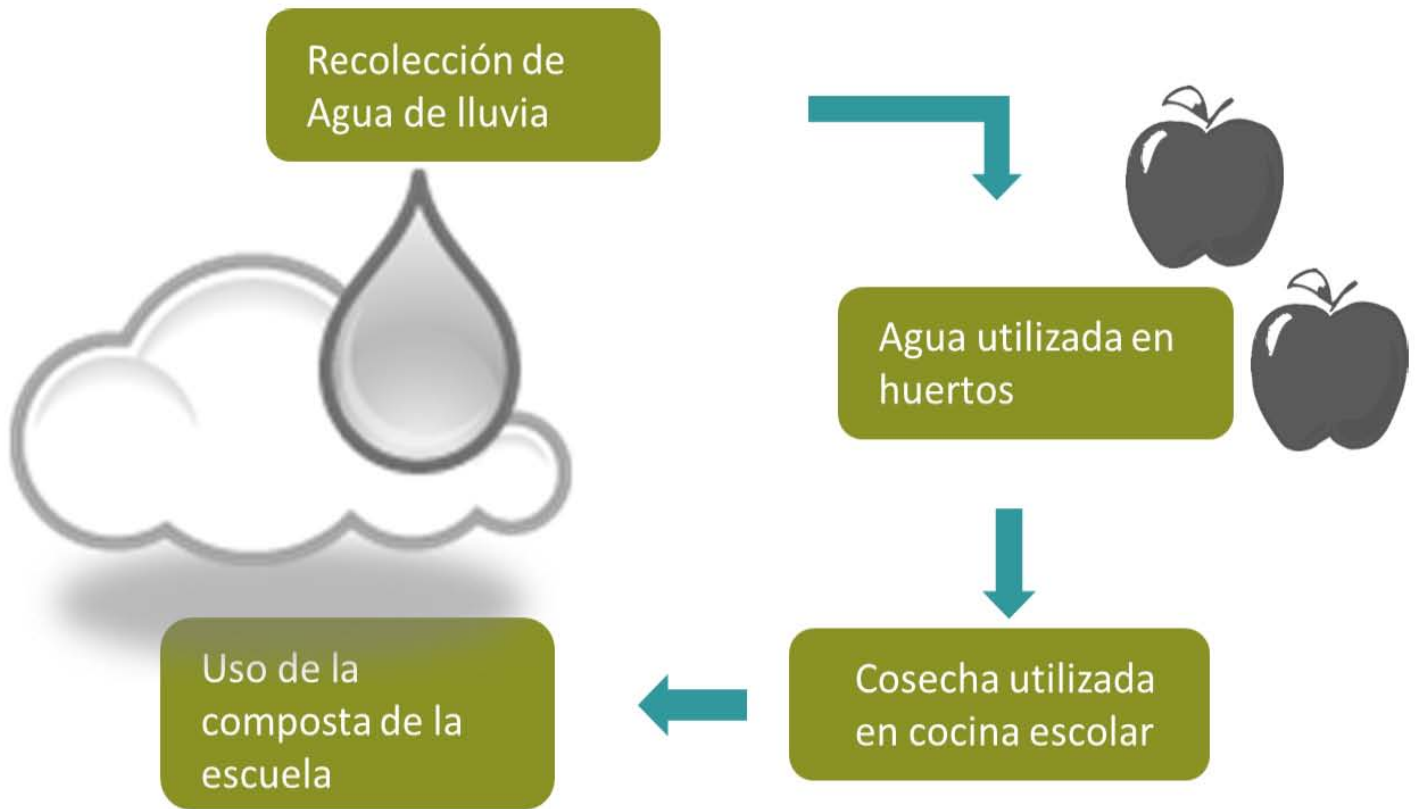 Recolección de
Agua de lluvia
Agua utilizada en
huertos
Cosecha utilizada
en cocina escolar
Uso de la
composta de la
escuela